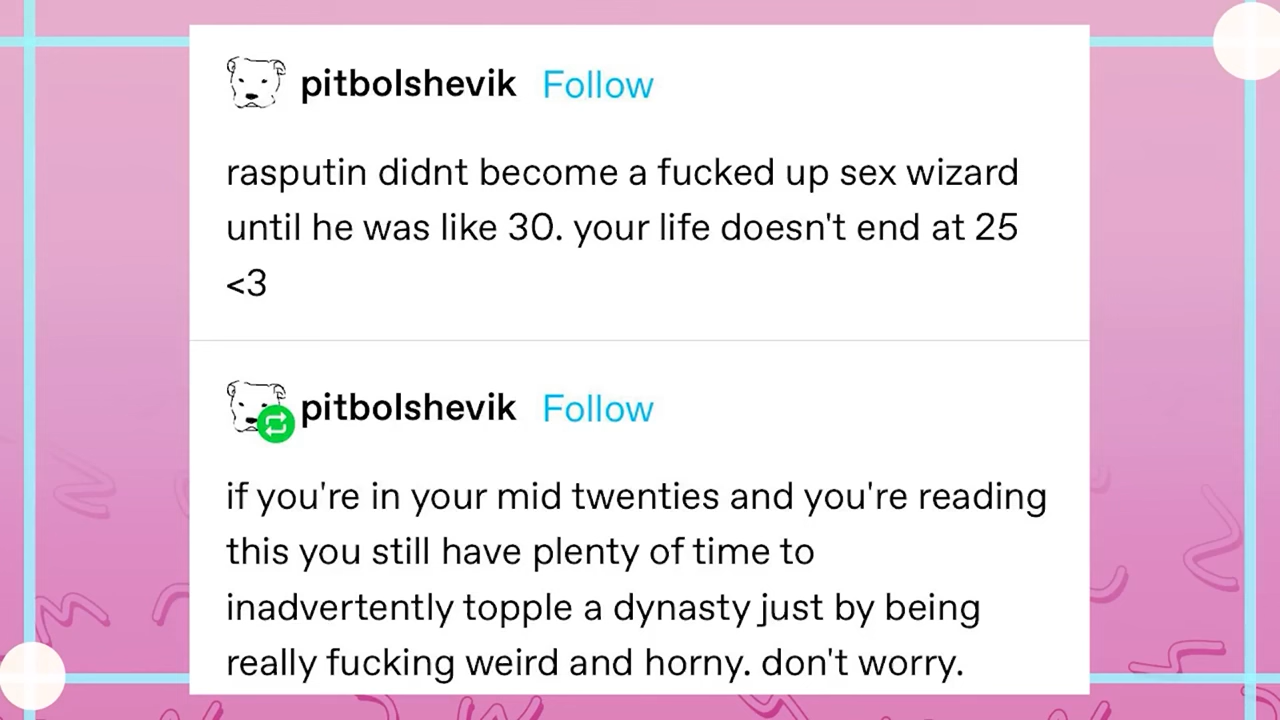 pitbolshevik Follow
rasputin didnt become a fucked up sex wizard
until he was like 30. your life doesn't end at 25
<3
pitbolshevik Follow
if you're in your mid twenties and you're reading
this you still have plenty of time to
inadvertently topple a dynasty just by being
really fucking weird and horny. don't worry.